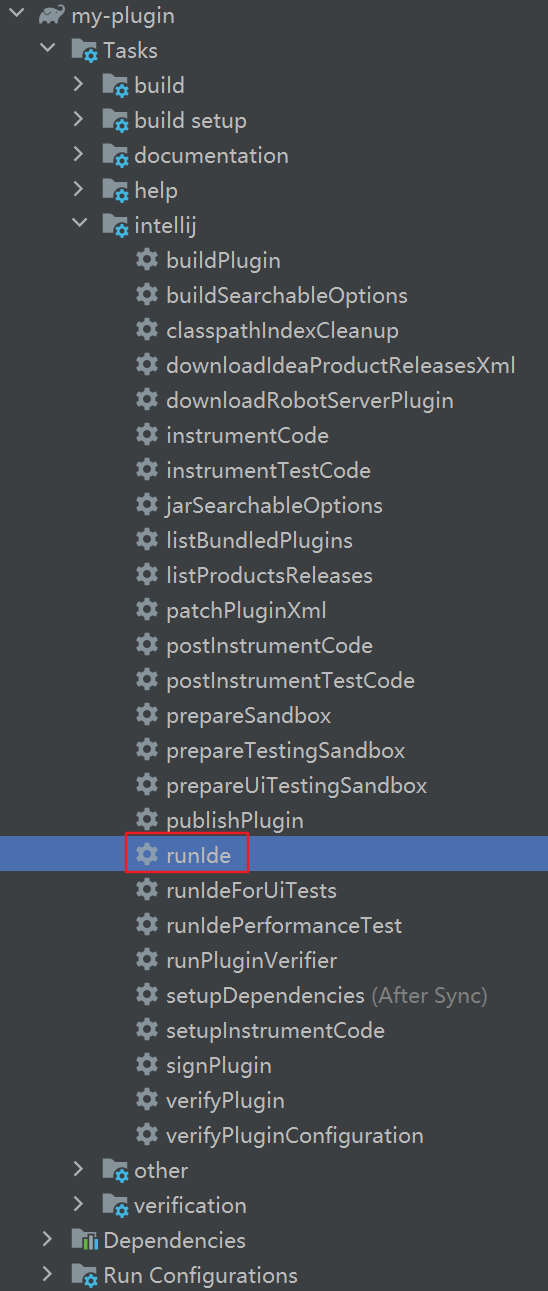 my-plugin
Tasks
build
build setup
documentation
help
intellij
buildPlugin
buildSearchableOptions
classpathIndexCleanup
downloadIdeaProductReleasesXml
downloadRobotServerPlugin
instrumentCode
instrumentTestCode
jarSearchableOptions
listBundledPlugins
listProductsReleases
patchPluginXml
postInstrumentCode
postInstrumentTestCode
prepareSandbox
prepareTestingSandbox
prepareUiTestingSandbox
publishPlugin
runIde
runIdeForUiTests
runIdePerformanceTest
runPluginVerifier
setupDependencies (After Sync)
setupInstrumentCode
signPlugin
verifyPlugin
verifyPluginConfiguration
other
verification
Dependencies
Run Configurations